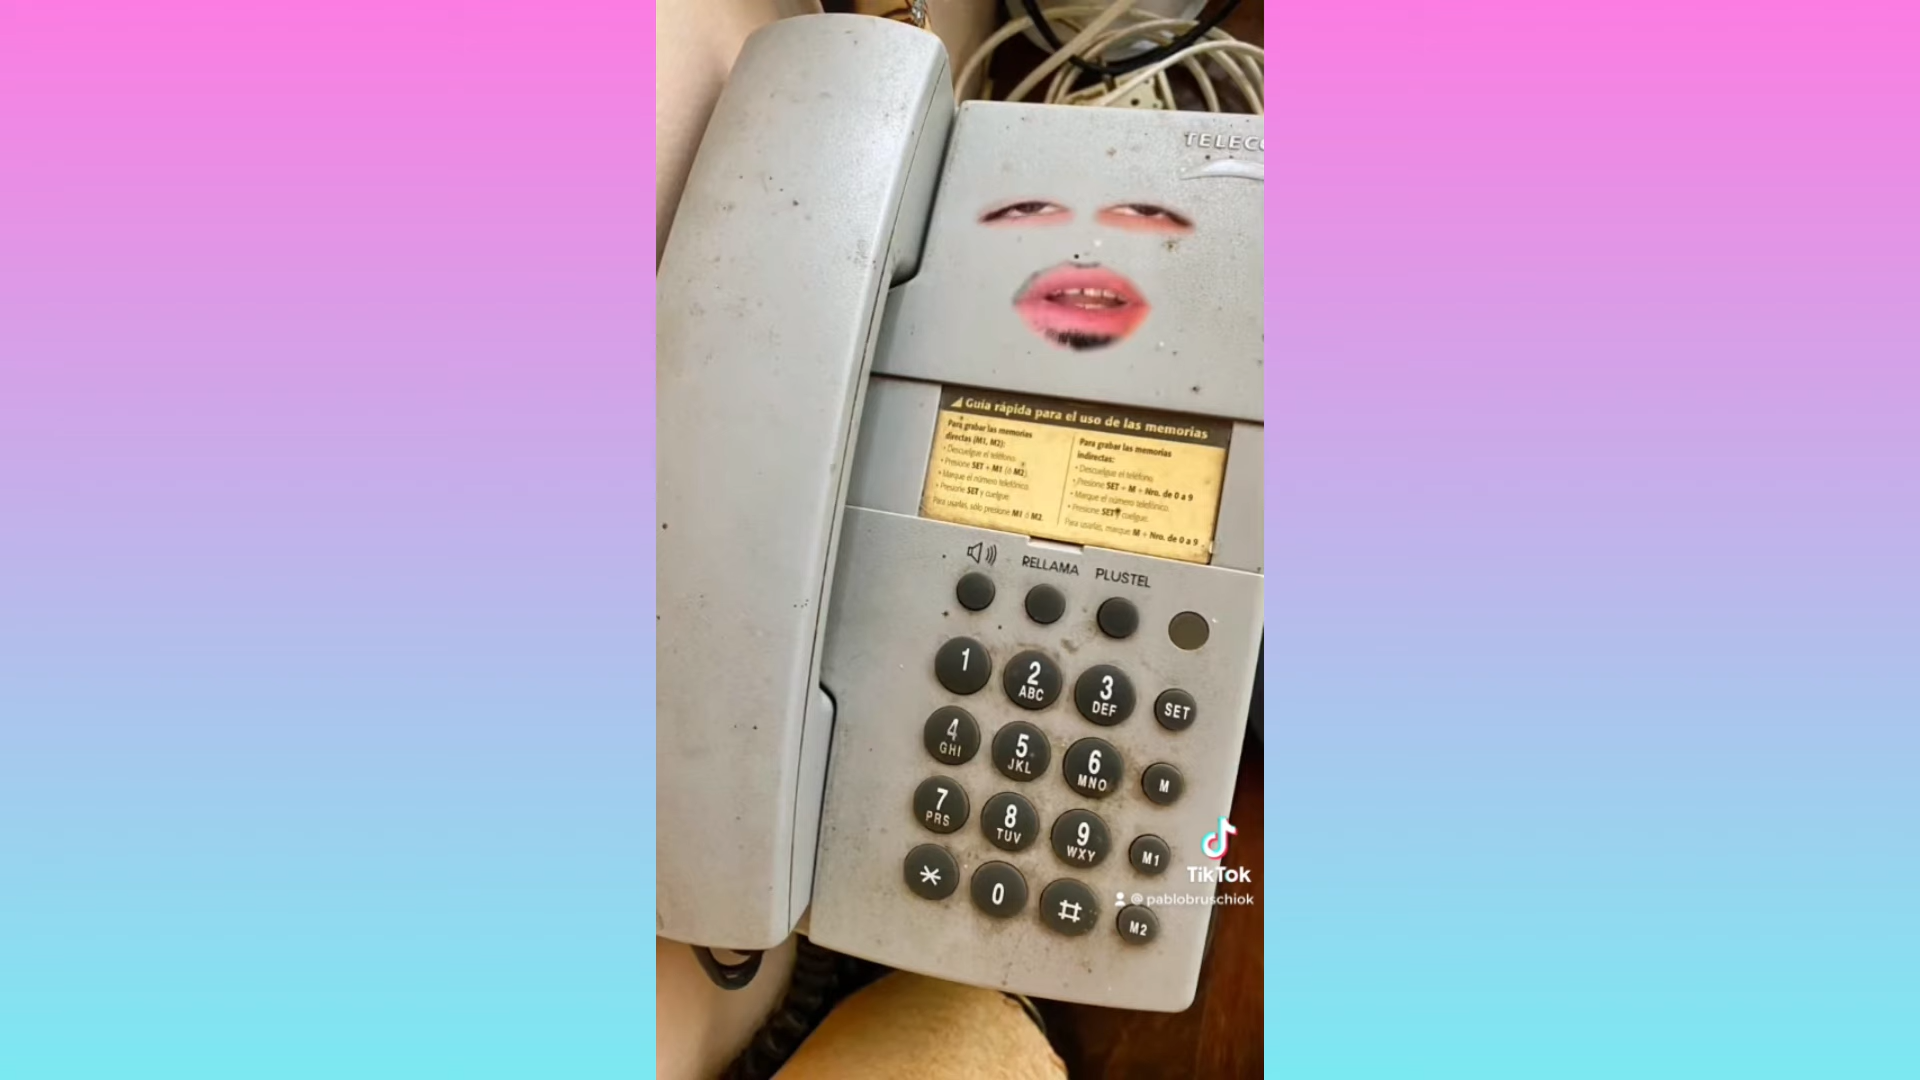 TELECO
Guía rápida para el uso de las memorias
Para grabar las memorias
directas (M1, M2):
• Descuelgue el teléfono.
• Presione SET + M1 (ó M2).
• Marque el número telefónico.
• Presione SET y cuelgue.
Para usarlas, sólo presione M1 ó M2.
Para grabar las memorias
indirectas:
• Descuelgue el teléfono.
• Presione SET + M + Nro. de 0 a 9
• Marque el número telefónico.
• Presione SET y cuelgue.
Para usarlas, marque M + Nro. de 0 a 9
RELLAMA PLUSTEL
1 2 3 SET
ABC DEF
4 5 6 M
GHI JKL MNO
7 8 9 M1
PRS TUV WXY
* 0 # M2
TikTok
@pablobruschiok